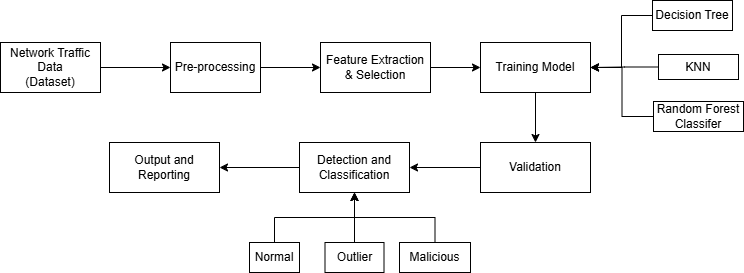 Network Traffic
Data
(Dataset)
Pre-processing
Feature Extraction
& Selection
Training Model
Decision Tree
KNN
Random Forest
Classifer
Output and
Reporting
Detection and
Classification
Validation
Normal
Outlier
Malicious